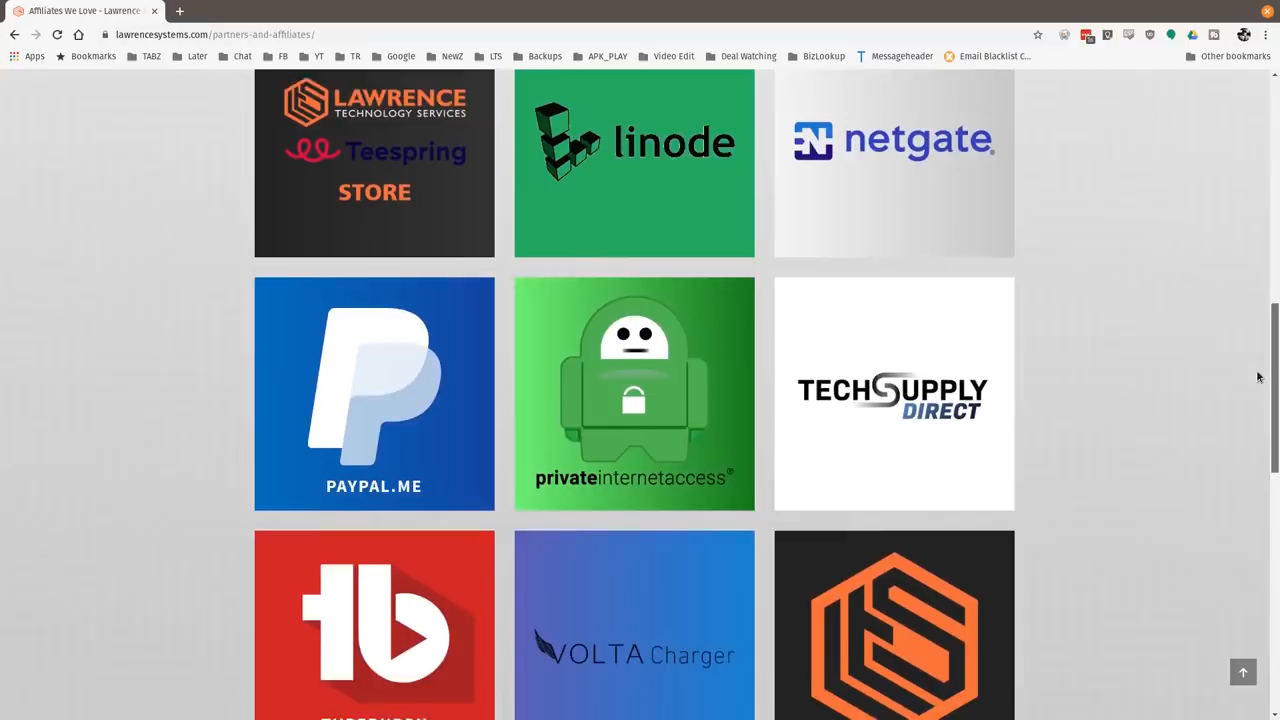 Affiliates We Love - Lawrence
lawrencesystems.com/partners-and-affiliates/
Apps Bookmarks TABZ Later Chat FB YT TR Google NewZ LTS Backups APK_PLAY Video Edit Deal Watching BizLookup Messageheader Email Blacklist C... Other bookmarks
LAWRENCE
TECHNOLOGY SERVICES
Teespring
STORE
linode
netgate®
PAYPAL.ME
privateinternetaccess®
TECHSUPPLY
DIRECT
tb
VOLTA Charger